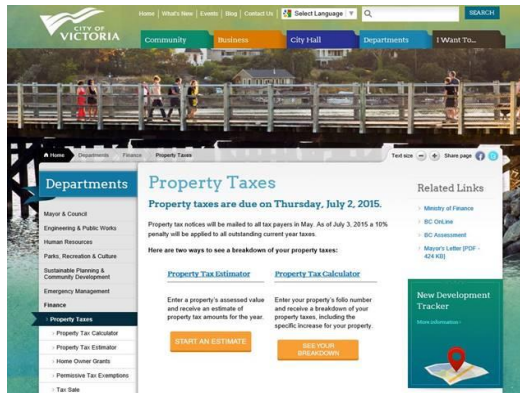 CITY OF
VICTORIA
Home | What's New | Events | Blog | Contact Us | Select Language ▼
SEARCH
Community
Business
City Hall
Departments
I Want To...
Home
Departments
Finance
Property Taxes
Text size - +
Share page
Departments
Mayor & Council
Engineering & Public Works
Human Resources
Parks, Recreation & Culture
Sustainable Planning &
Community Development
Emergency Management
Finance
Property Taxes
Property Tax Calculator
Property Tax Estimator
Home Owner Grants
Permissive Tax Exemptions
Tax Sale
Property Taxes
Property taxes are due on Thursday, July 2, 2015.
Property tax notices will be mailed to all tax payers in May. As of July 3, 2015 a 10%
penalty will be applied to all outstanding current year taxes.
Here are two ways to see a breakdown of your property taxes:
Property Tax Estimator
Enter a property's assessed value
and receive an estimate of
property tax amounts for the year.
START AN ESTIMATE
Property Tax Calculator
Enter your property's folio number
and receive a breakdown of your
property taxes, including the
specific increase for your property.
SEE YOUR
BREAKDOWN
Related Links
Ministry of Finance
BC OnLine
BC Assessment
Mayor's Letter [PDF -
424 KB]
New Development
Tracker
More information ›